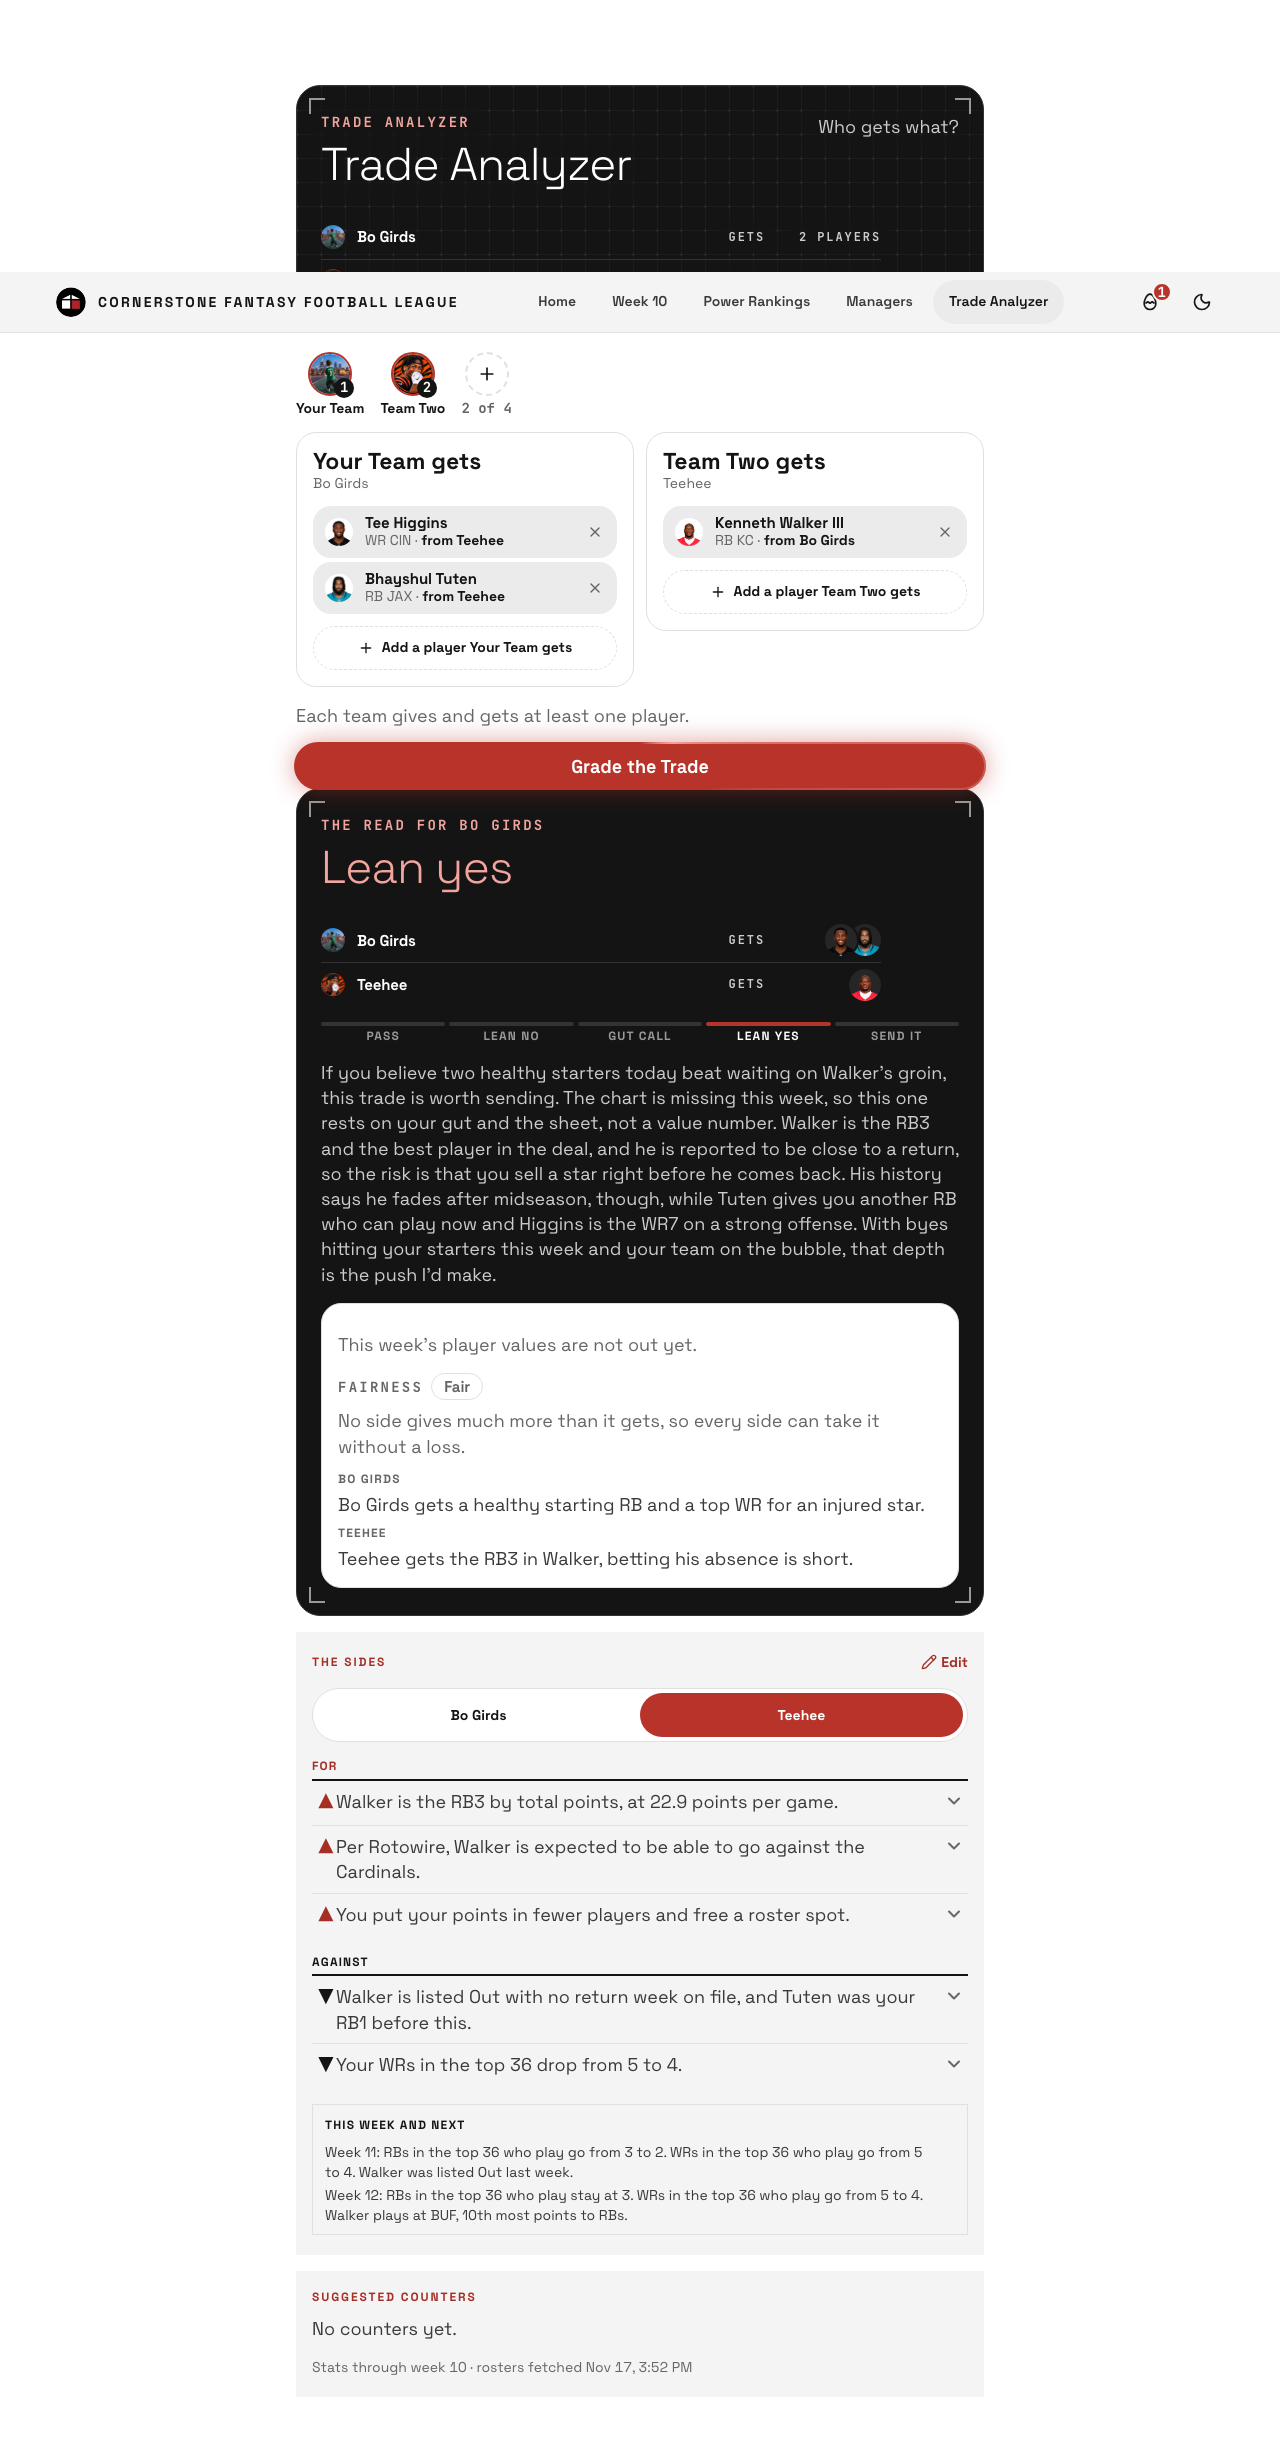 TRADE ANALYZER
Who gets what?
Trade Analyzer
Bo Girds GETS 2 PLAYERS
CORNERSTONE FANTASY FOOTBALL LEAGUE Home Week 10 Power Rankings Managers Trade Analyzer 1
1 2
Your Team Team Two 2 of 4
Your Team gets
Bo Girds
Tee Higgins
WR CIN · from Teehee
Bhayshul Tuten
RB JAX · from Teehee
Add a player Your Team gets
Team Two gets
Teehee
Kenneth Walker III
RB KC · from Bo Girds
Add a player Team Two gets
Each team gives and gets at least one player.
Grade the Trade
THE READ FOR BO GIRDS
Lean yes
Bo Girds GETS
Teehee GETS
PASS LEAN NO GUT CALL LEAN YES SEND IT
If you believe two healthy starters today beat waiting on Walker's groin,
this trade is worth sending. The chart is missing this week, so this one
rests on your gut and the sheet, not a value number. Walker is the RB3
and the best player in the deal, and he is reported to be close to a return,
so the risk is that you sell a star right before he comes back. His history
says he fades after midseason, though, while Tuten gives you another RB
who can play now and Higgins is the WR7 on a strong offense. With byes
hitting your starters this week and your team on the bubble, that depth
is the push I'd make.
This week's player values are not out yet.
FAIRNESS Fair
No side gives much more than it gets, so every side can take it
without a loss.
BO GIRDS
Bo Girds gets a healthy starting RB and a top WR for an injured star.
TEEHEE
Teehee gets the RB3 in Walker, betting his absence is short.
THE SIDES Edit
Bo Girds Teehee
FOR
Walker is the RB3 by total points, at 22.9 points per game.
Per Rotowire, Walker is expected to be able to go against the
Cardinals.
You put your points in fewer players and free a roster spot.
AGAINST
Walker is listed Out with no return week on file, and Tuten was your
RB1 before this.
Your WRs in the top 36 drop from 5 to 4.
THIS WEEK AND NEXT
Week 11: RBs in the top 36 who play go from 3 to 2. WRs in the top 36 who play go from 5
to 4. Walker was listed Out last week.
Week 12: RBs in the top 36 who play stay at 3. WRs in the top 36 who play go from 5 to 4.
Walker plays at BUF, 10th most points to RBs.
SUGGESTED COUNTERS
No counters yet.
Stats through week 10 · rosters fetched Nov 17, 3:52 PM